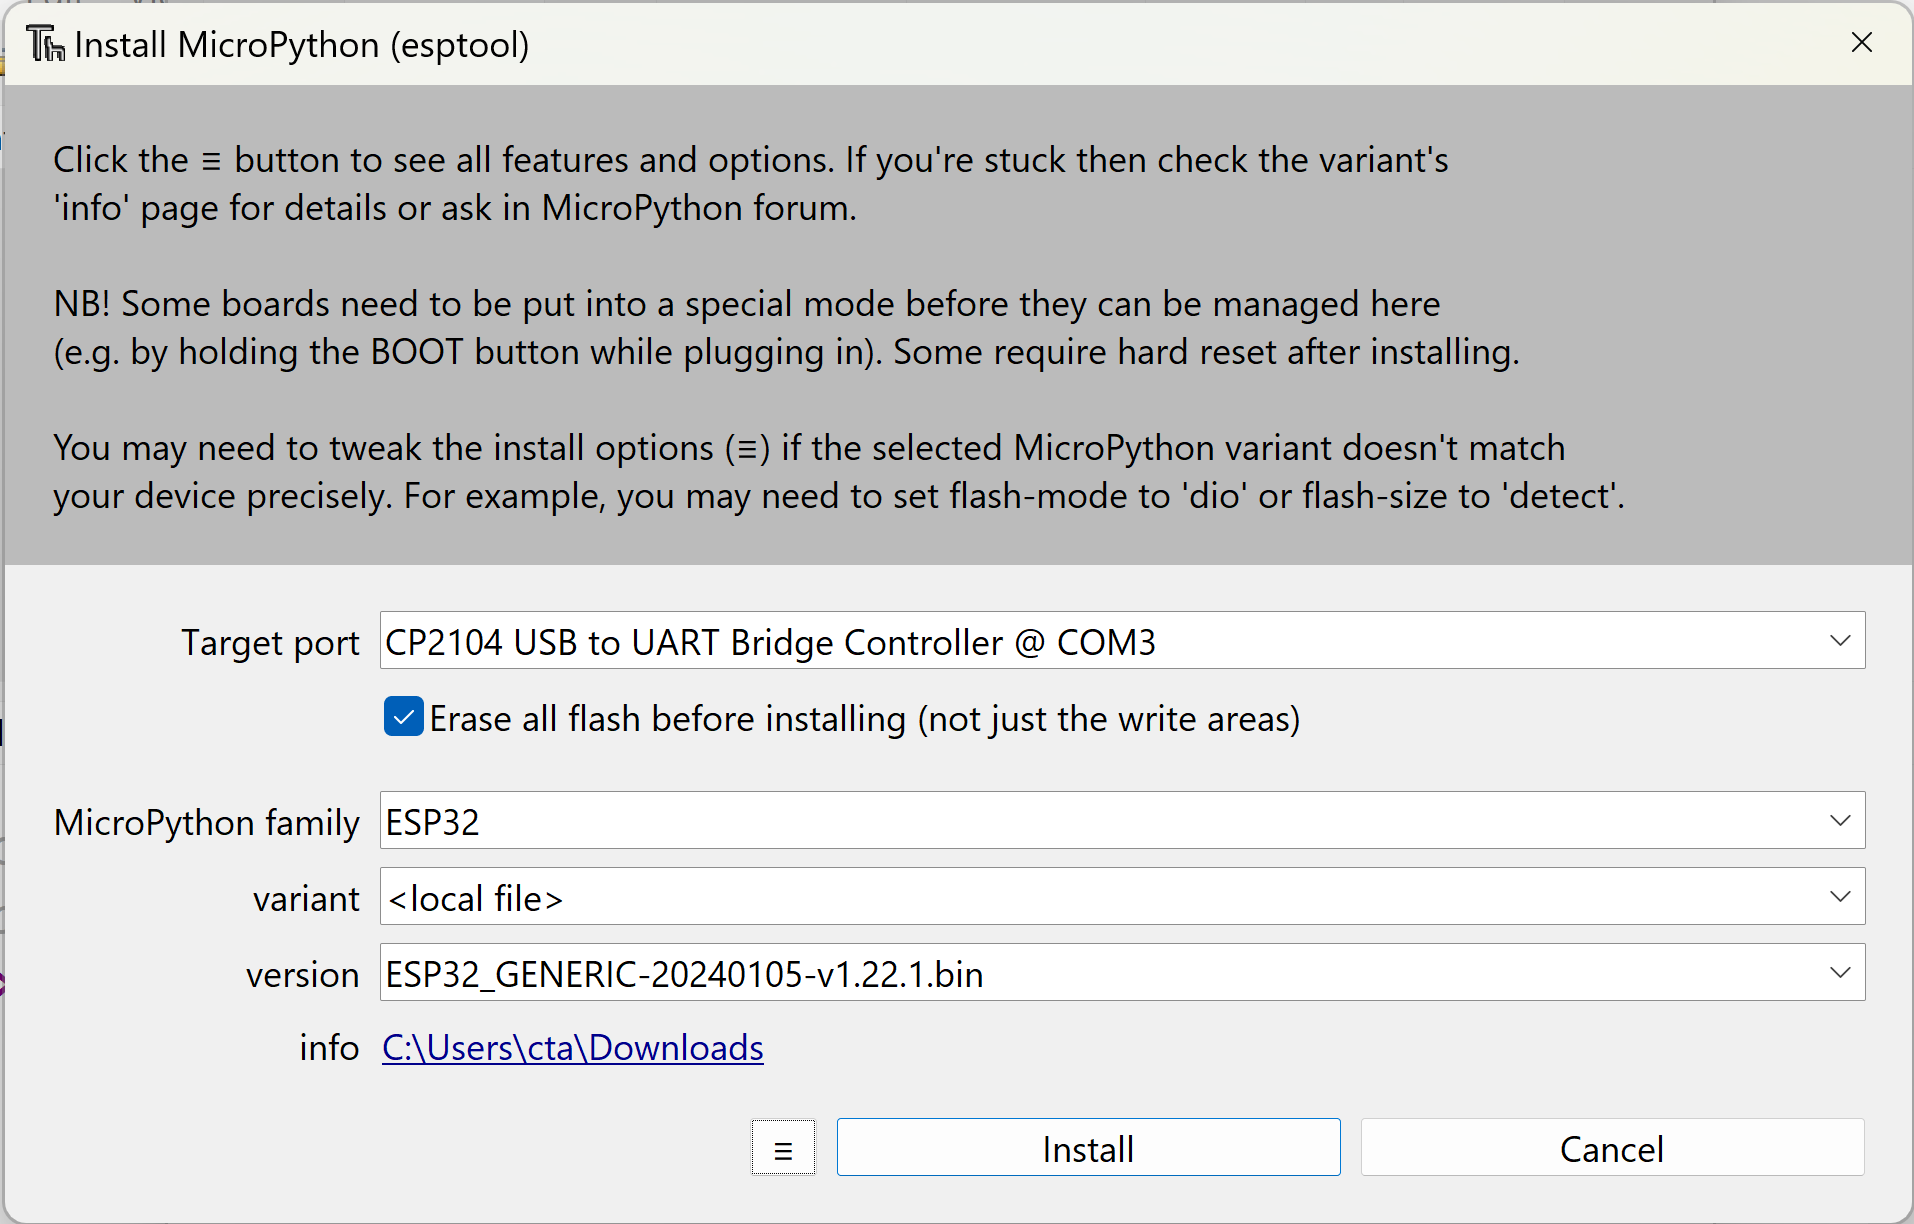 Install MicroPython (esptool)
Click the ≡ button to see all features and options. If you're stuck then check the variant's
'info' page for details or ask in MicroPython forum.
NB! Some boards need to be put into a special mode before they can be managed here
(e.g. by holding the BOOT button while plugging in). Some require hard reset after installing.
You may need to tweak the install options (≡) if the selected MicroPython variant doesn't match
your device precisely. For example, you may need to set flash-mode to 'dio' or flash-size to 'detect'.
Target port CP2104 USB to UART Bridge Controller @ COM3
Erase all flash before installing (not just the write areas)
MicroPython family ESP32
variant <local file>
version ESP32_GENERIC-20240105-v1.22.1.bin
info C:\Users\cta\Downloads
≡ Install Cancel